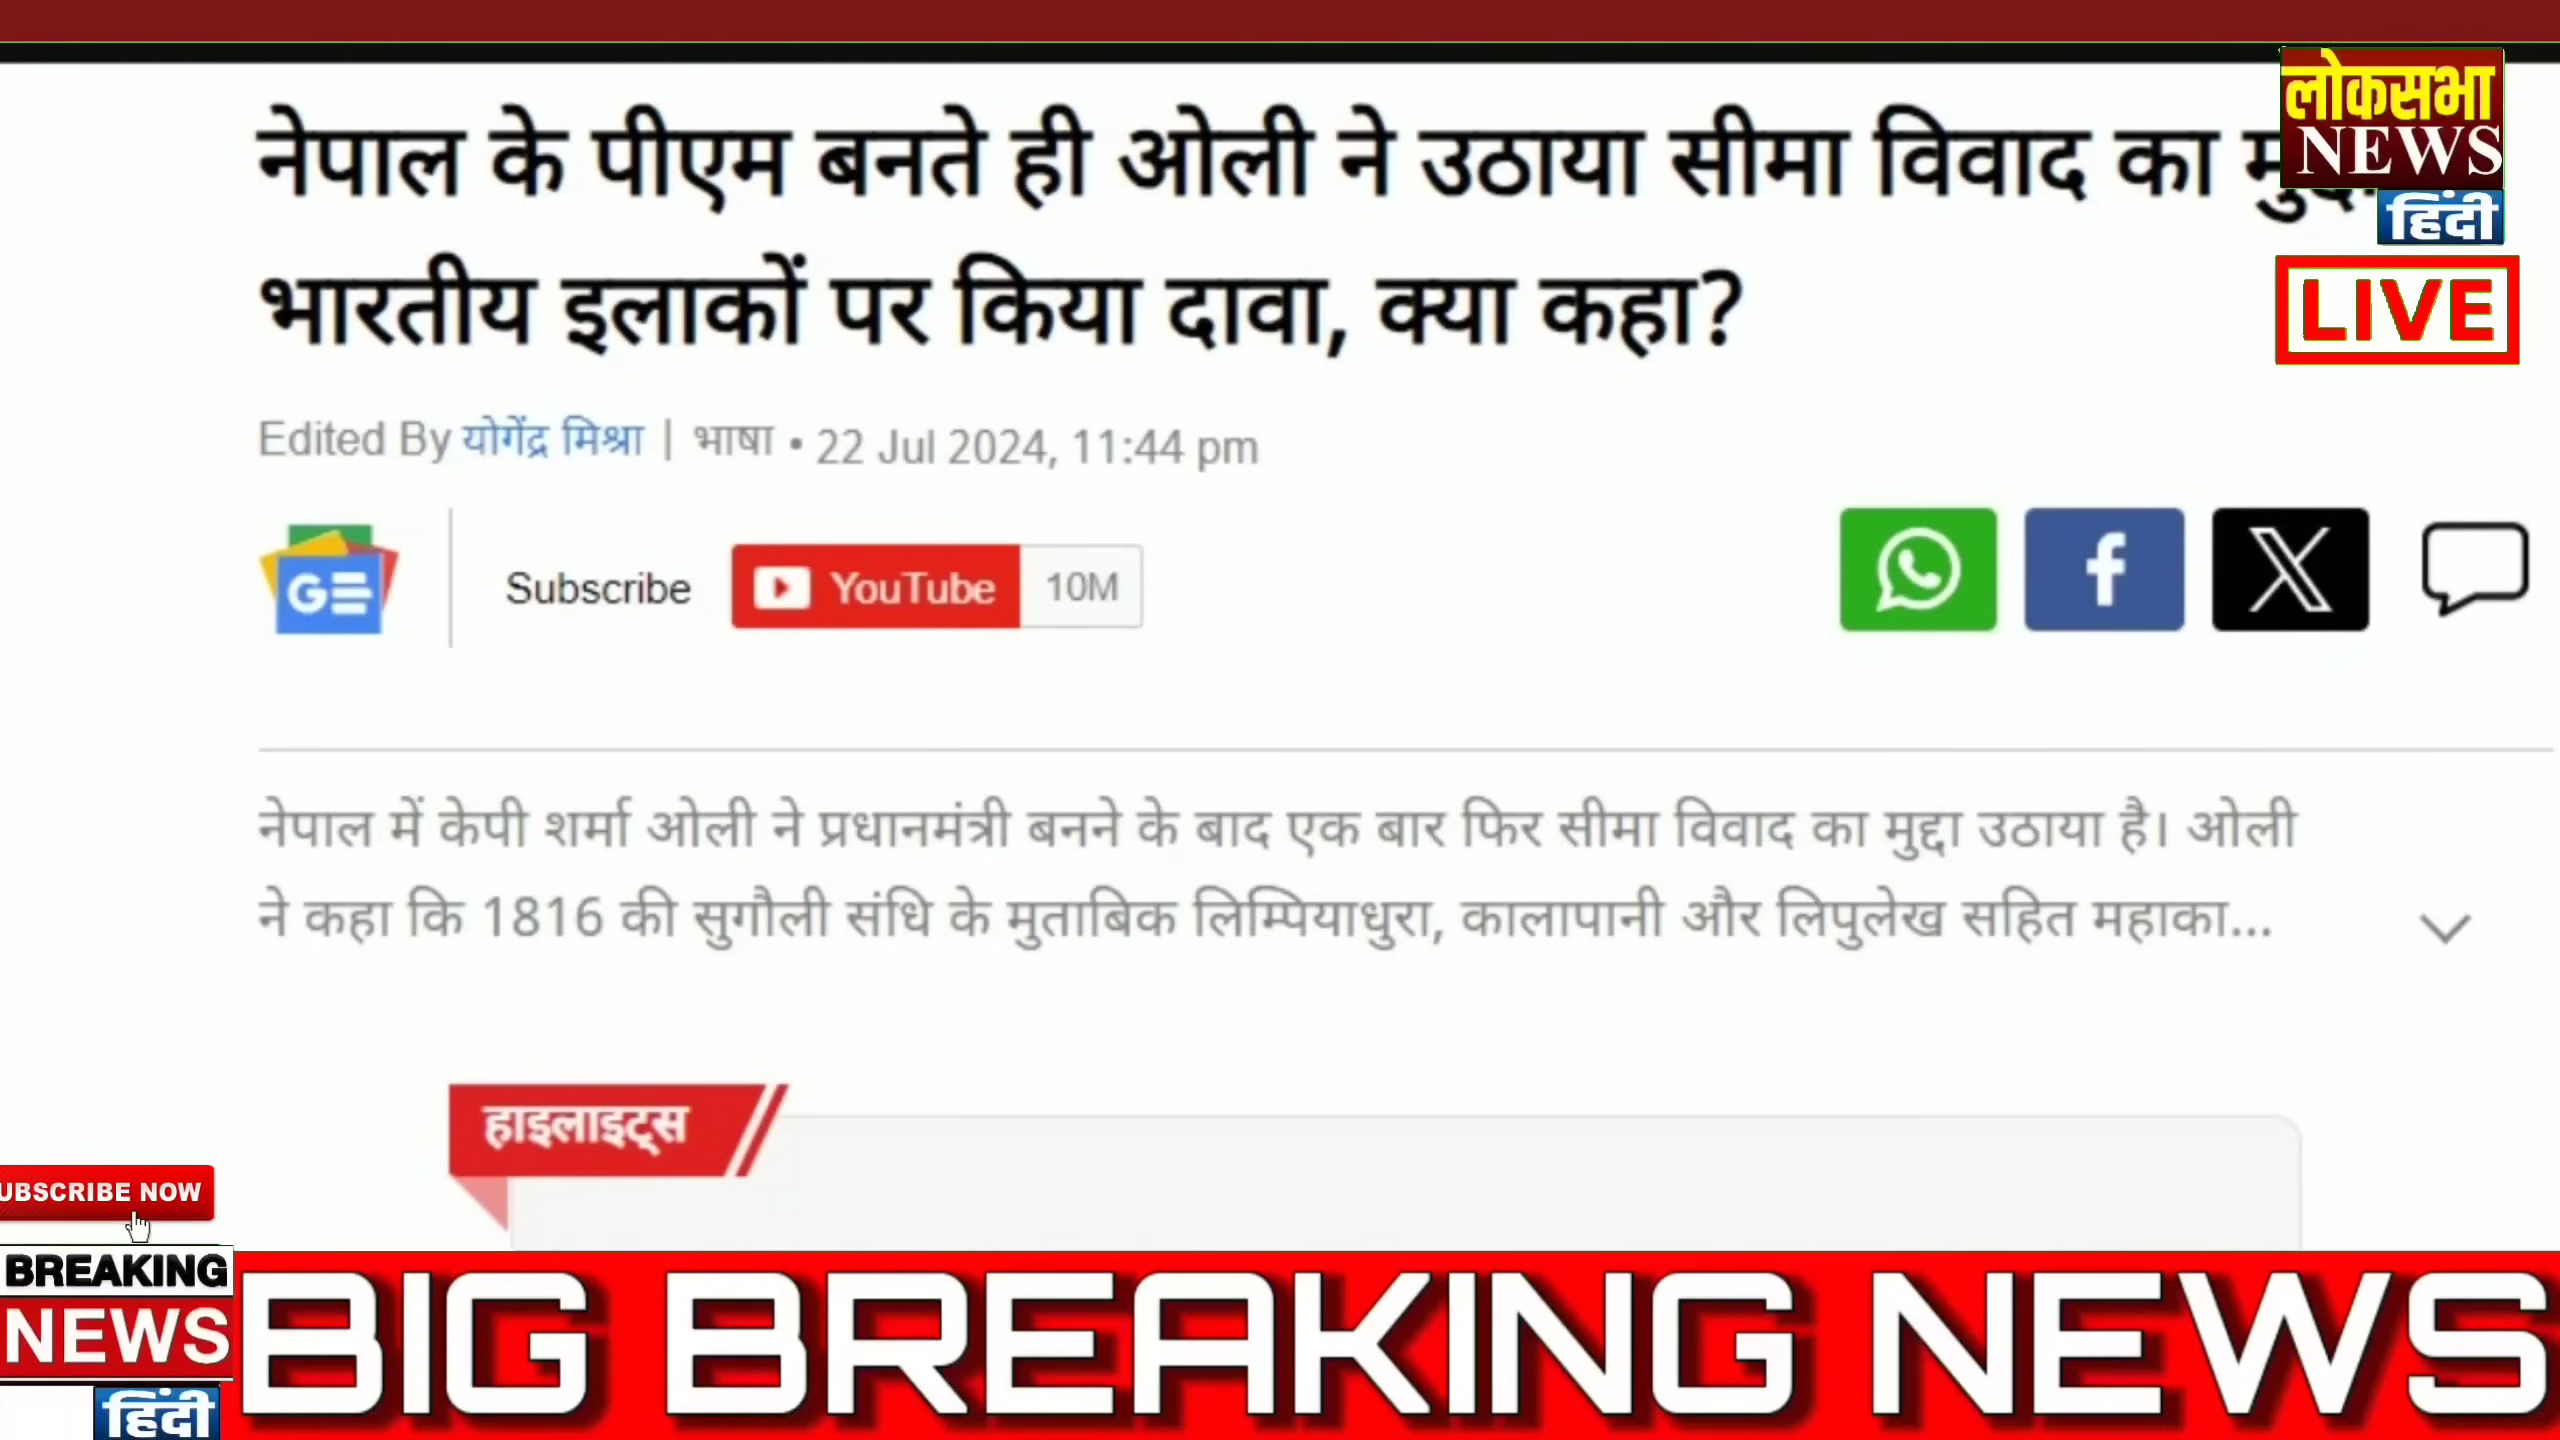 नेपाल के पीएम बनते ही ओली ने उठाया सीमा विवाद का
भारतीय इलाकों पर किया दावा, क्या कहा?
लोकसभा
NEWS
हिंदी
LIVE
Edited By योगेंद्र मिश्रा | भाषा • 22 Jul 2024, 11:44 pm
GE
Subscribe YouTube 10M
नेपाल में केपी शर्मा ओली ने प्रधानमंत्री बनने के बाद एक बार फिर सीमा विवाद का मुद्दा उठाया है। ओली
ने कहा कि 1816 की सुगौली संधि के मुताबिक लिम्पियाधुरा, कालापानी और लिपुलेख सहित महाका...
हाइलाइट्स
UBSCRIBE NOW
BREAKING
NEWS
हिंदी
BIG BREAKING NEWS